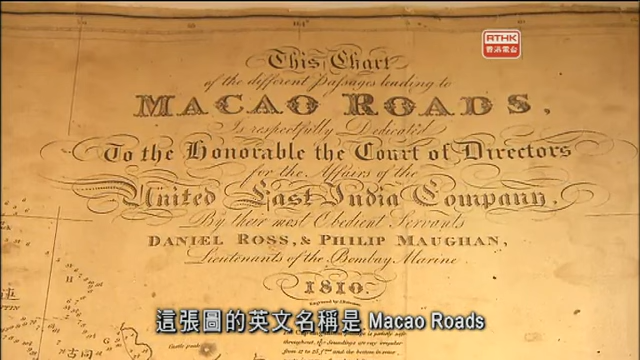 RTHK
香港電台
This Chart
of the different Passages leading to
MACAO ROADS,
Is respectfully Dedicated
To the Honorable the Court of Directors
for the Affairs of the
United East India Company.
By their most Obedient Servants
DANIEL ROSS, & PHILIP MAUGHAN,
Lieutenants of the Bombay Marine.
1810.
這張圖的英文名稱是 Macao Roads